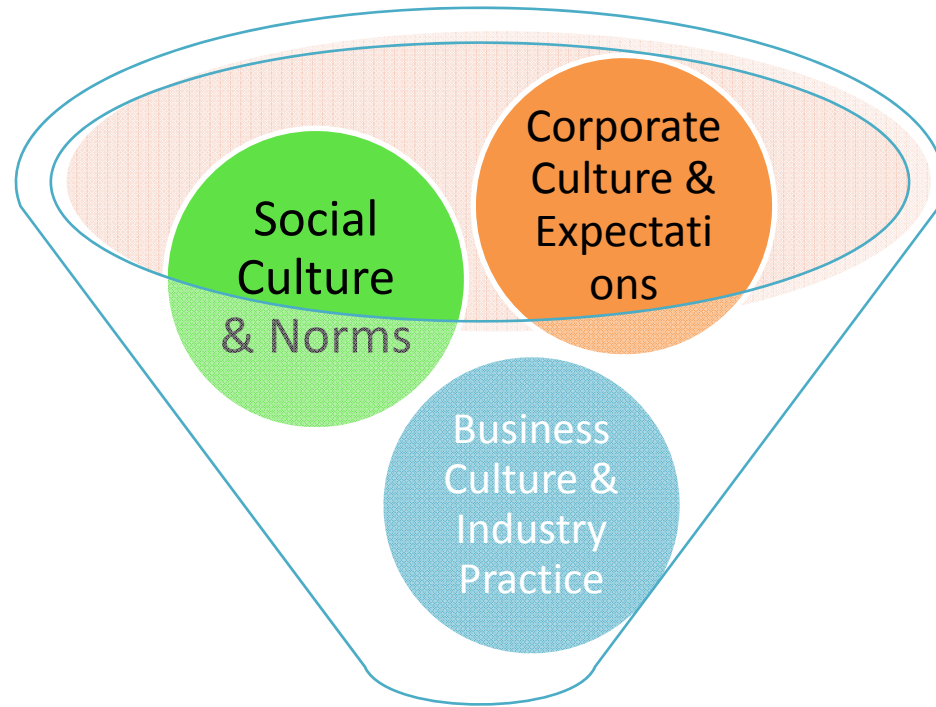 Social
Culture
& Norms
Corporate
Culture &
Expectati
ons
Business
Culture &
Industry
Practice